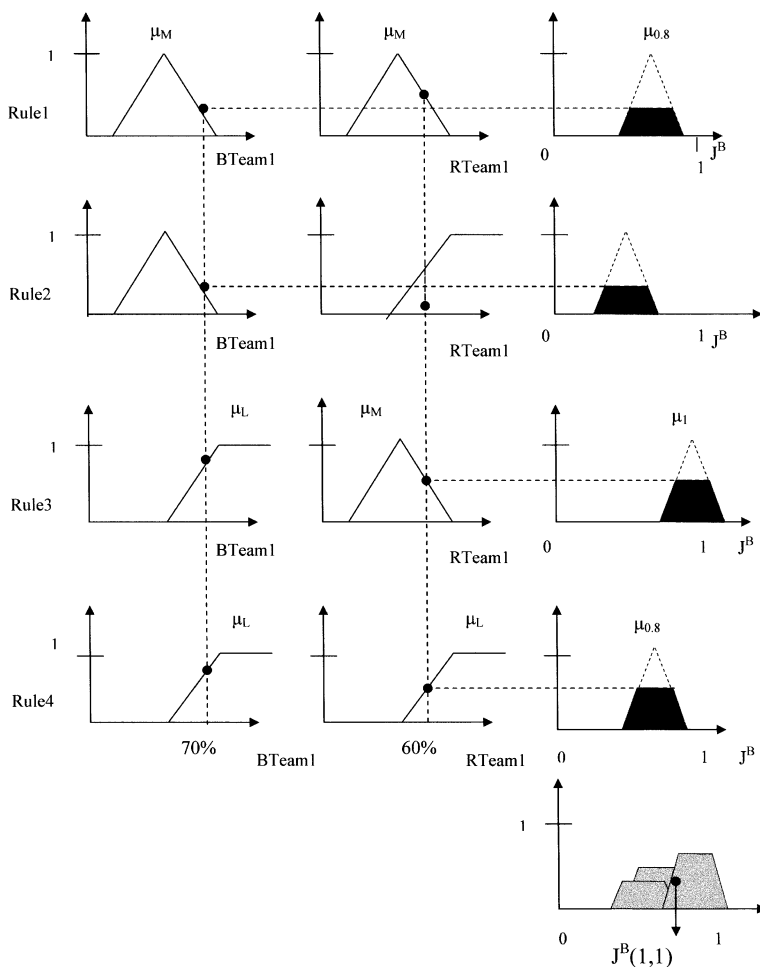 μM μM μ0.8
1
Rule1
0 1 J^B
BTeam1 RTeam1
1
Rule2
BTeam1 RTeam1 0 1 J^B
μL μM μ1
1
Rule3
BTeam1 RTeam1 0 1 J^B
μL μL μ0.8
1
Rule4
70% BTeam1 60% RTeam1 0 1 J^B
1
0 1
J^B(1,1)